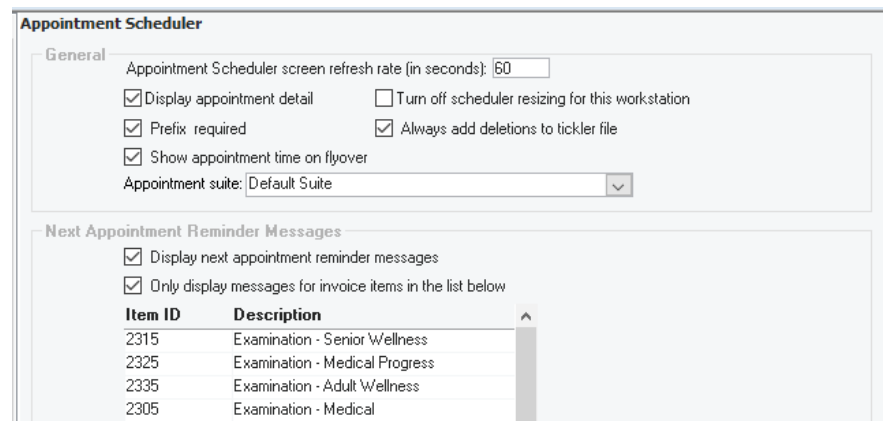 Appointment Scheduler
General
Appointment Scheduler screen refresh rate (in seconds): 60
Display appointment detail Turn off scheduler resizing for this workstation
Prefix required Always add deletions to tickler file
Show appointment time on flyover
Appointment suite: Default Suite
Next Appointment Reminder Messages
Display next appointment reminder messages
Only display messages for invoice items in the list below
Item ID Description
2315 Examination - Senior Wellness
2325 Examination - Medical Progress
2335 Examination - Adult Wellness
2305 Examination - Medical